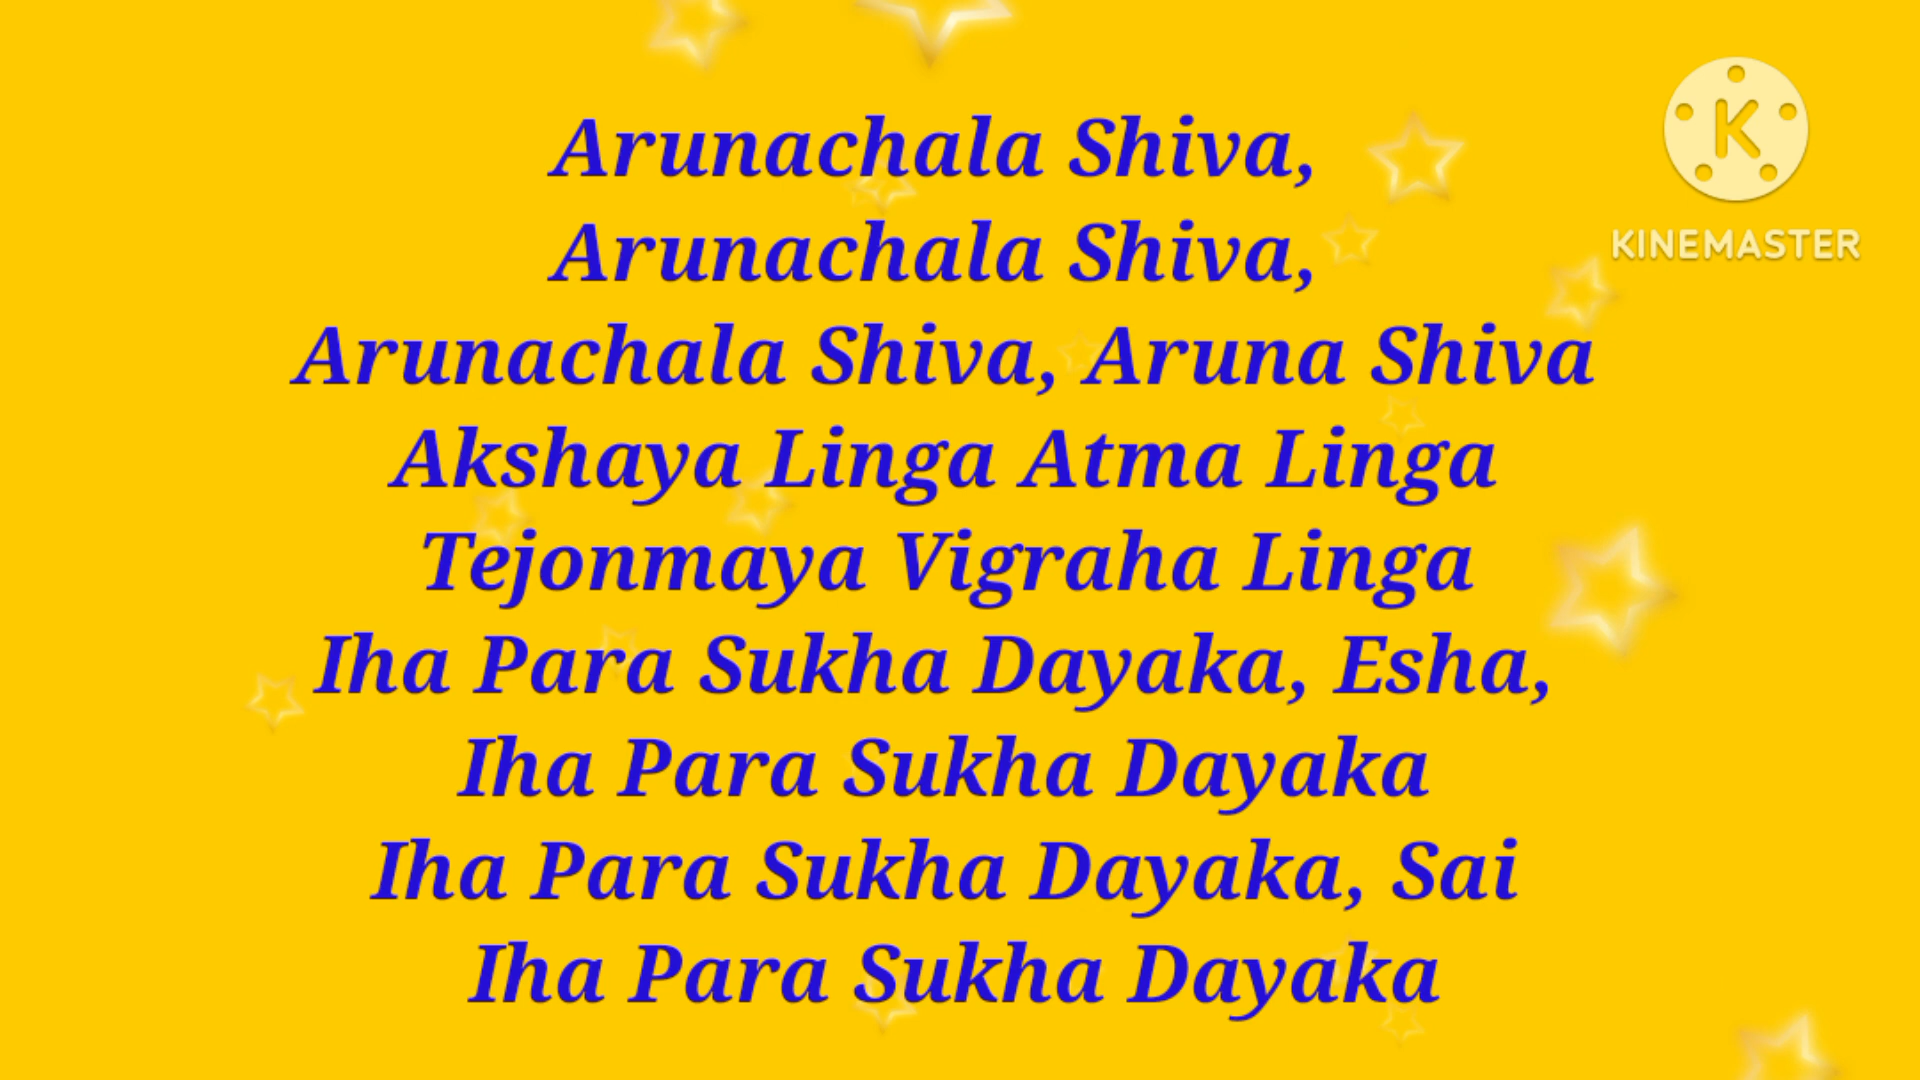 Arunachala Shiva,
Arunachala Shiva,
Arunachala Shiva, Aruna Shiva
Akshaya Linga Atma Linga
Tejonmaya Vigraha Linga
Iha Para Sukha Dayaka, Esha,
Iha Para Sukha Dayaka
Iha Para Sukha Dayaka, Sai
Iha Para Sukha Dayaka
K
KINEMASTER